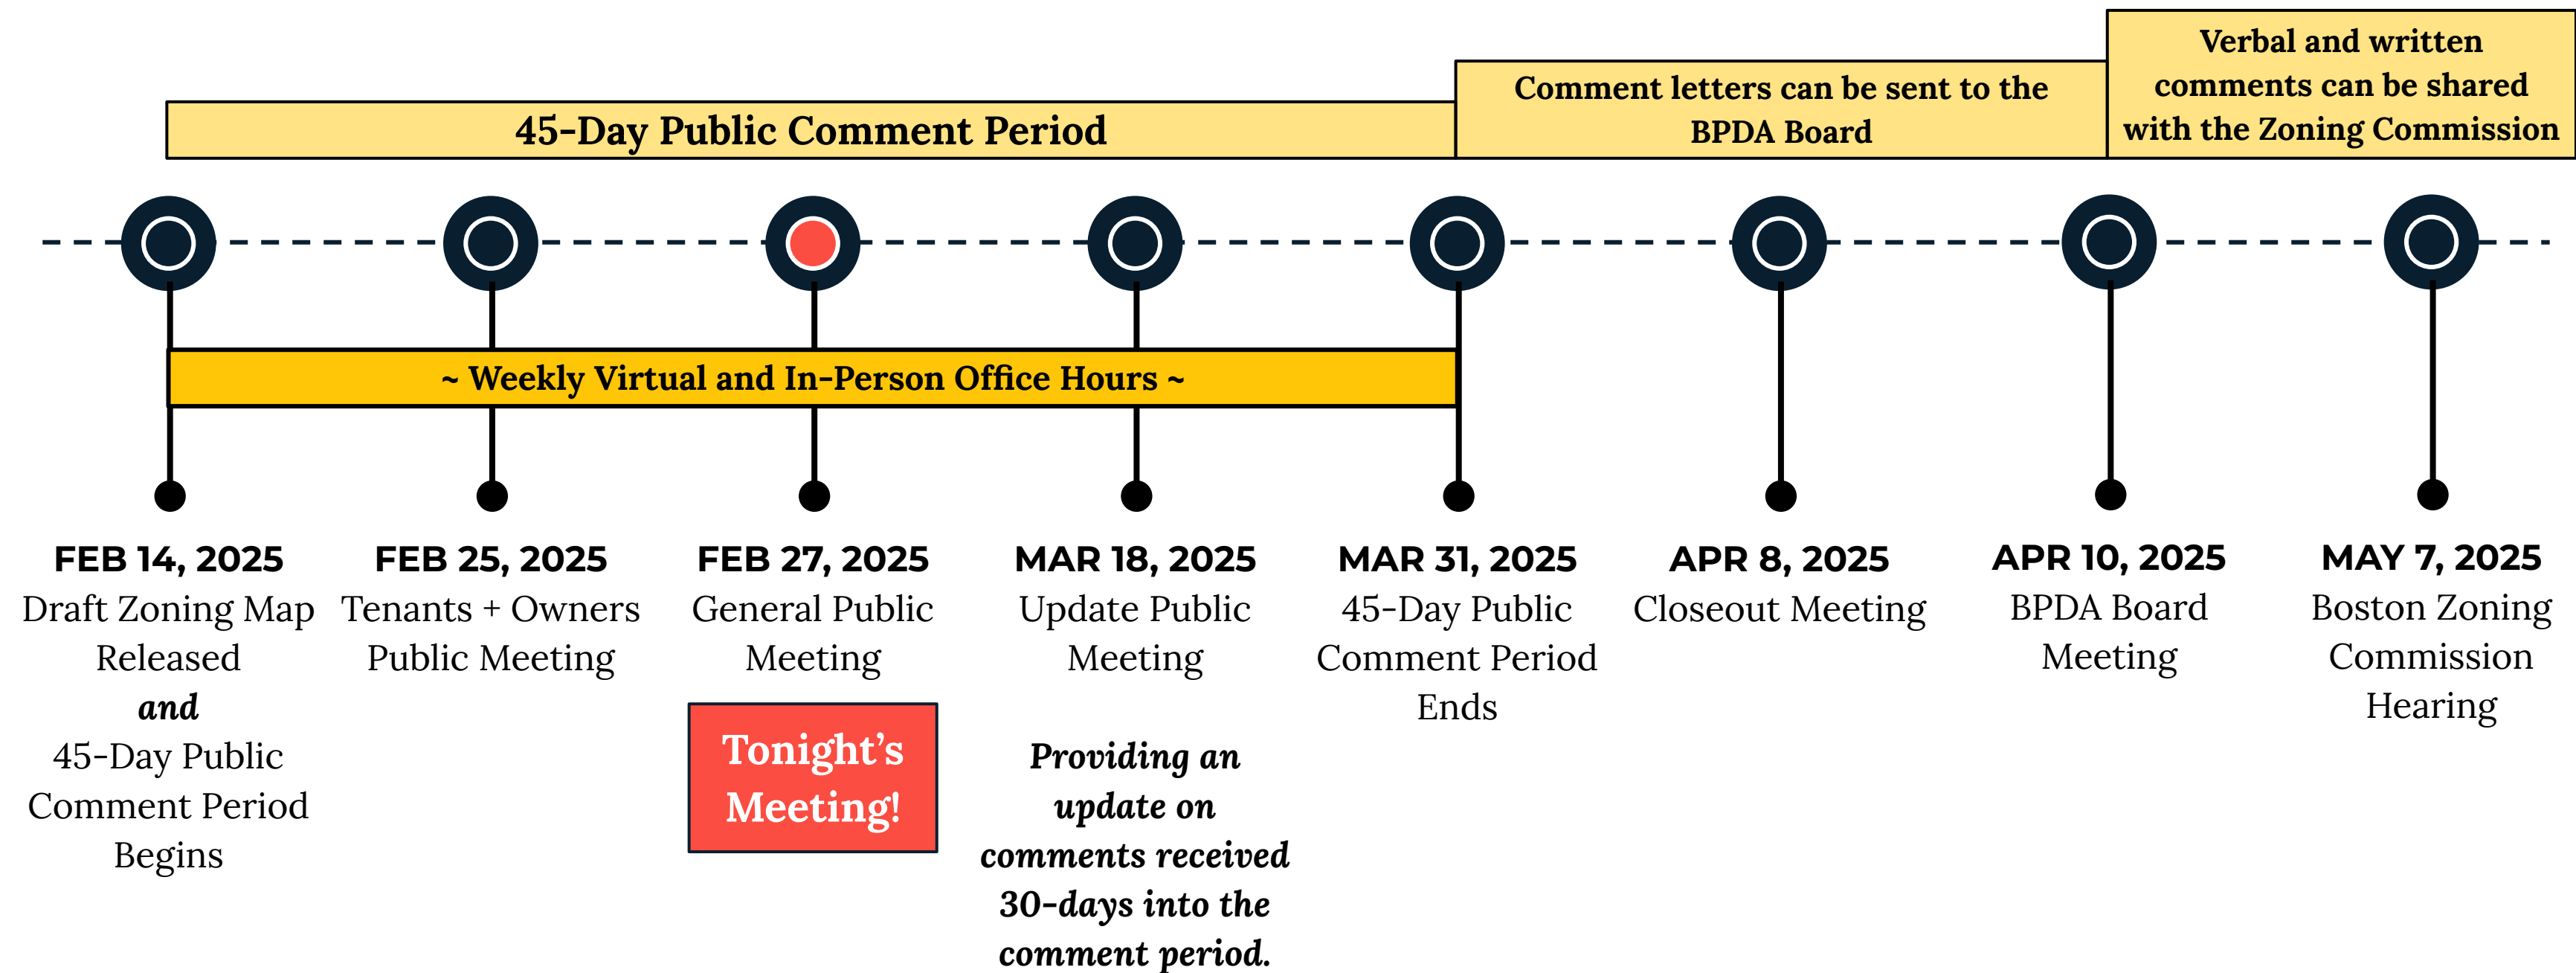 Verbal and written
comments can be shared
with the Zoning Commission
Comment letters can be sent to the
BPDA Board
45-Day Public Comment Period
~ Weekly Virtual and In-Person Office Hours ~
FEB 14, 2025
Draft Zoning Map
Released
and
45-Day Public
Comment Period
Begins
FEB 25, 2025
Tenants + Owners
Public Meeting
FEB 27, 2025
General Public
Meeting
Tonight’s
Meeting!
MAR 18, 2025
Update Public
Meeting
Providing an
update on
comments received
30-days into the
comment period.
MAR 31, 2025
45-Day Public
Comment Period
Ends
APR 8, 2025
Closeout Meeting
APR 10, 2025
BPDA Board
Meeting
MAY 7, 2025
Boston Zoning
Commission
Hearing